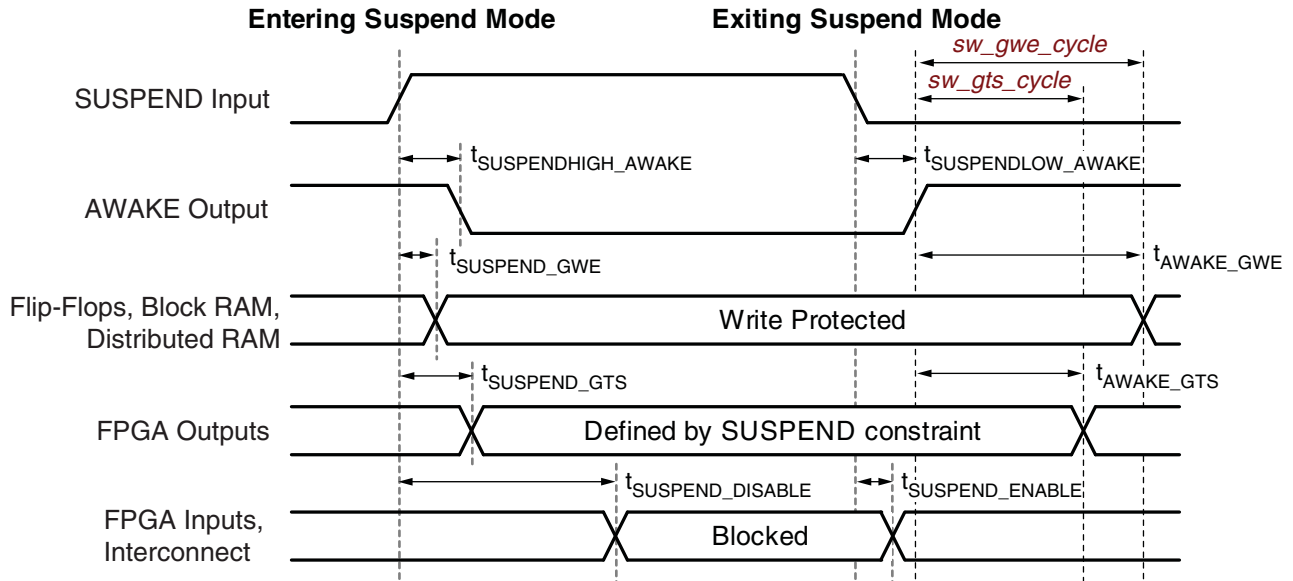 Entering Suspend Mode
Exiting Suspend Mode
sw_gwe_cycle
sw_gts_cycle
SUSPEND Input
tSUSPENDHIGH_AWAKE
tSUSPENDLOW_AWAKE
AWAKE Output
tSUSPEND_GWE
tAWAKE_GWE
Flip-Flops, Block RAM,
Distributed RAM
Write Protected
tSUSPEND_GTS
tAWAKE_GTS
FPGA Outputs
Defined by SUSPEND constraint
tSUSPEND_DISABLE
tSUSPEND_ENABLE
FPGA Inputs,
Interconnect
Blocked